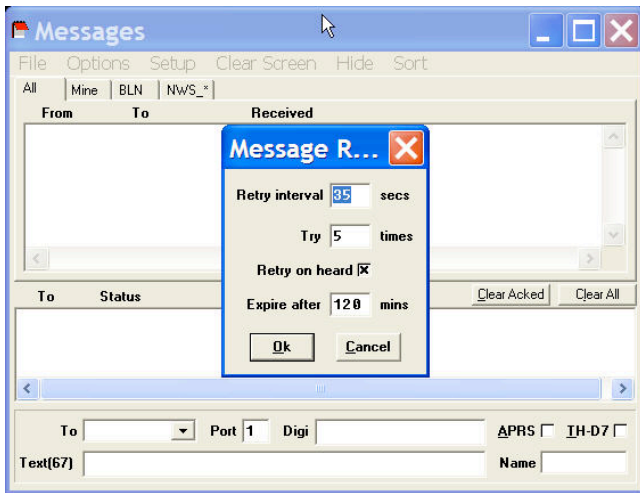 Messages
File Options Setup Clear Screen Hide Sort
All Mine BLN NWS_*
From To Received
Message R...
Retry interval 35 secs
Try 5 times
Retry on heard
Expire after 120 mins
Ok Cancel
To Status Clear Acked Clear All
To Port 1 Digi APRS TH-D7
Text(67) Name